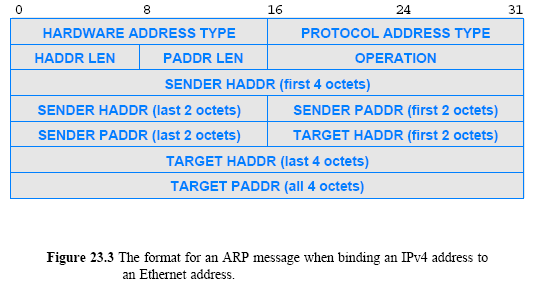 0 8 16 24 31
HARDWARE ADDRESS TYPE PROTOCOL ADDRESS TYPE
HADDR LEN PADDR LEN OPERATION
SENDER HADDR (first 4 octets)
SENDER HADDR (last 2 octets) SENDER PADDR (first 2 octets)
SENDER PADDR (last 2 octets) TARGET HADDR (first 2 octets)
TARGET HADDR (last 4 octets)
TARGET PADDR (all 4 octets)
Figure 23.3 The format for an ARP message when binding an IPv4 address to
an Ethernet address.